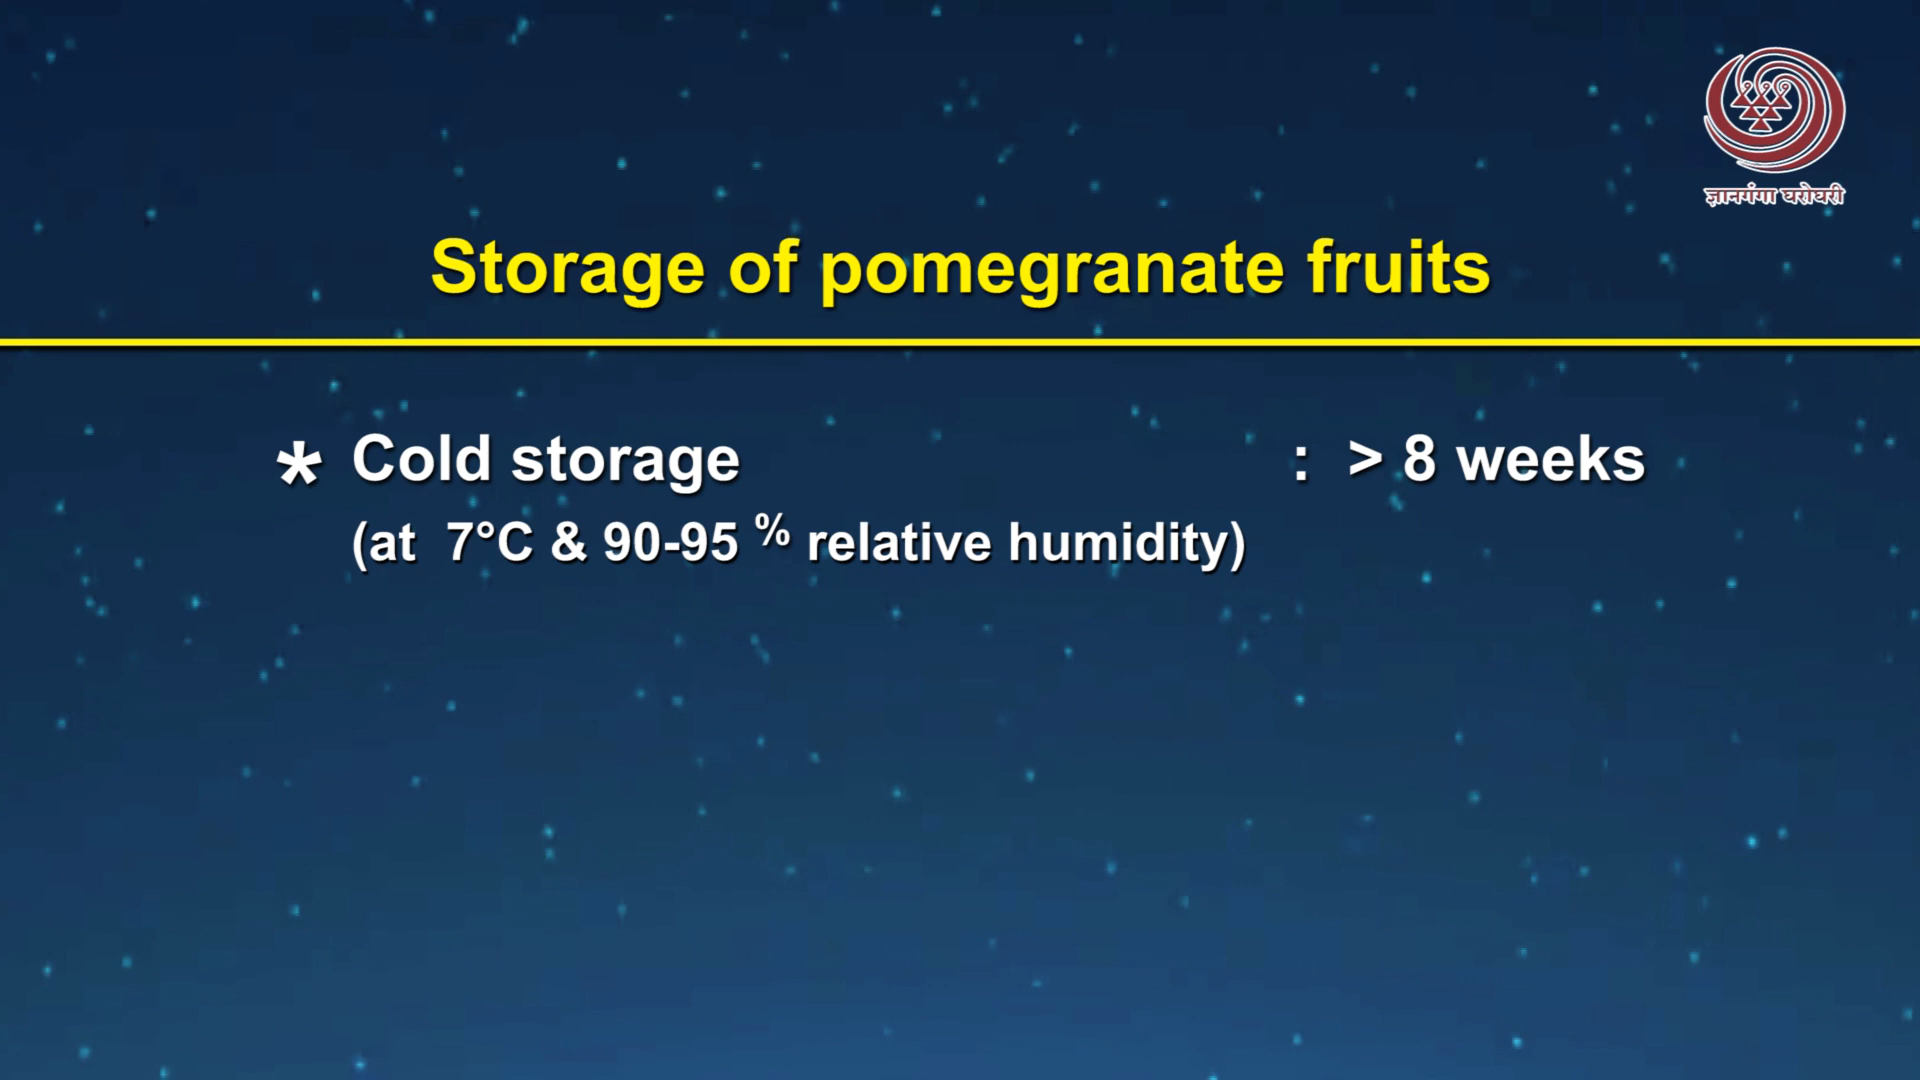 ज्ञानगंगा घरोघरी
Storage of pomegranate fruits
* Cold storage : > 8 weeks
(at 7°C & 90-95 % relative humidity)